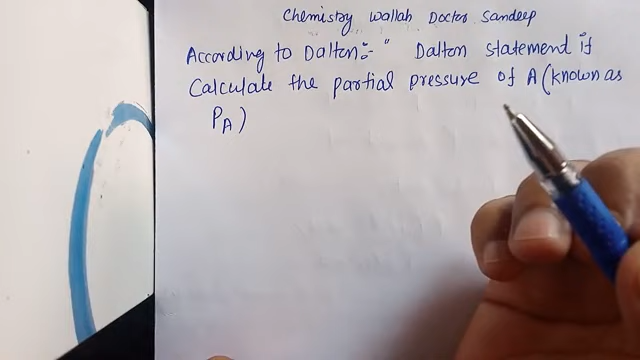 Chemistry Wallah Doctor Sandeep
According to Dalton:- " Dalton statement if
Calculate the partial pressure of A (known as
PA)